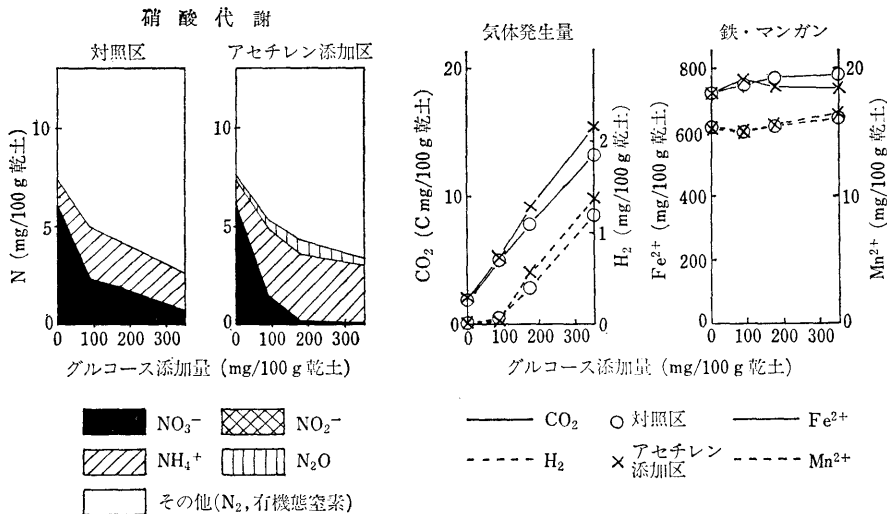 硝酸代謝
対照区
アセチレン添加区
N (mg/100 g 乾土)
10
5
0
10
5
0
0 100 200 300
0 100 200 300
グルコース添加量 (mg/100 g 乾土)
NO₃⁻
NO₂⁻
NH₄⁺
N₂O
その他(N₂, 有機態窒素)
気体発生量
CO₂ (C mg/100 g 乾土)
20
10
0
H₂ (mg/100 g 乾土)
2
1
0
0 100 200 300
鉄・マンガン
Fe²⁺ (mg/100 g 乾土)
800
600
400
200
0
Mn²⁺ (mg/100 g 乾土)
20
10
0
0 100 200 300
グルコース添加量 (mg/100 g 乾土)
CO₂
対照区
Fe²⁺
H₂
アセチレン
添加区
Mn²⁺